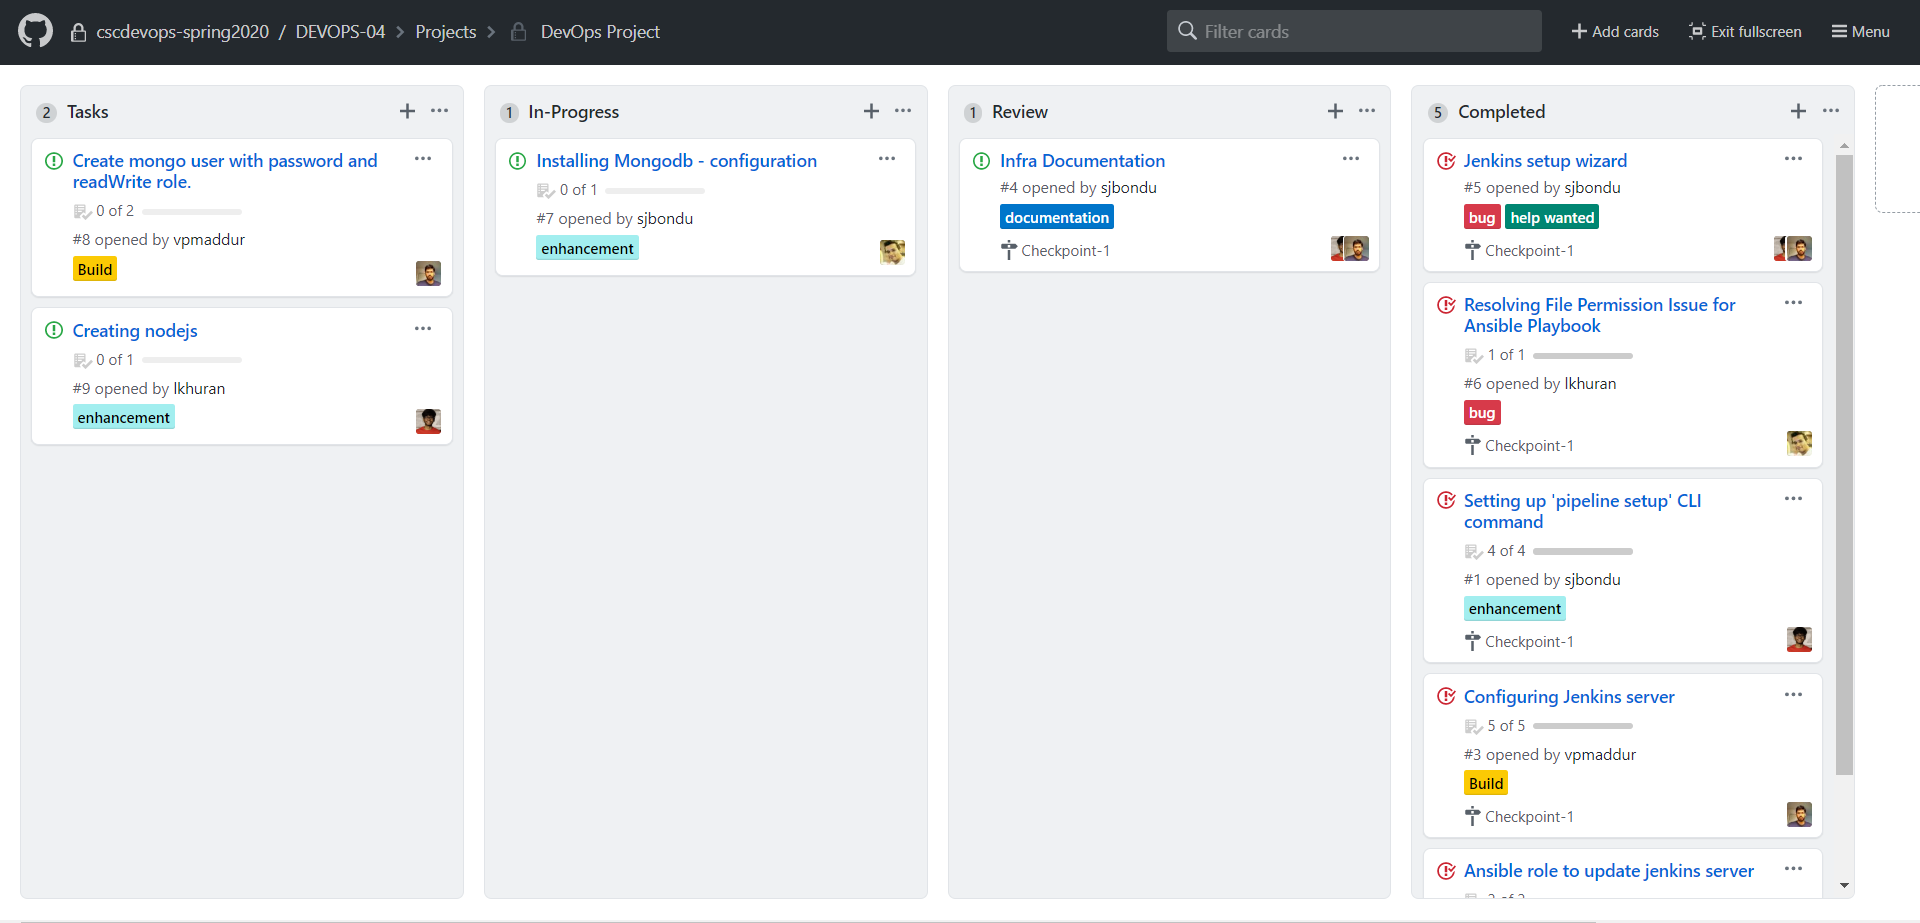 cscdevops-spring2020 / DEVOPS-04 > Projects > DevOps Project
Filter cards
Add cards
Exit fullscreen
Menu
2 Tasks
Create mongo user with password and
readWrite role.
0 of 2
#8 opened by vpmaddur
Build
Creating nodejs
0 of 1
#9 opened by lkhuran
enhancement
1 In-Progress
Installing Mongodb - configuration
0 of 1
#7 opened by sjbondu
enhancement
1 Review
Infra Documentation
#4 opened by sjbondu
documentation
Checkpoint-1
5 Completed
Jenkins setup wizard
#5 opened by sjbondu
bug help wanted
Checkpoint-1
Resolving File Permission Issue for
Ansible Playbook
1 of 1
#6 opened by lkhuran
bug
Checkpoint-1
Setting up 'pipeline setup' CLI
command
4 of 4
#1 opened by sjbondu
enhancement
Checkpoint-1
Configuring Jenkins server
5 of 5
#3 opened by vpmaddur
Build
Checkpoint-1
Ansible role to update jenkins server